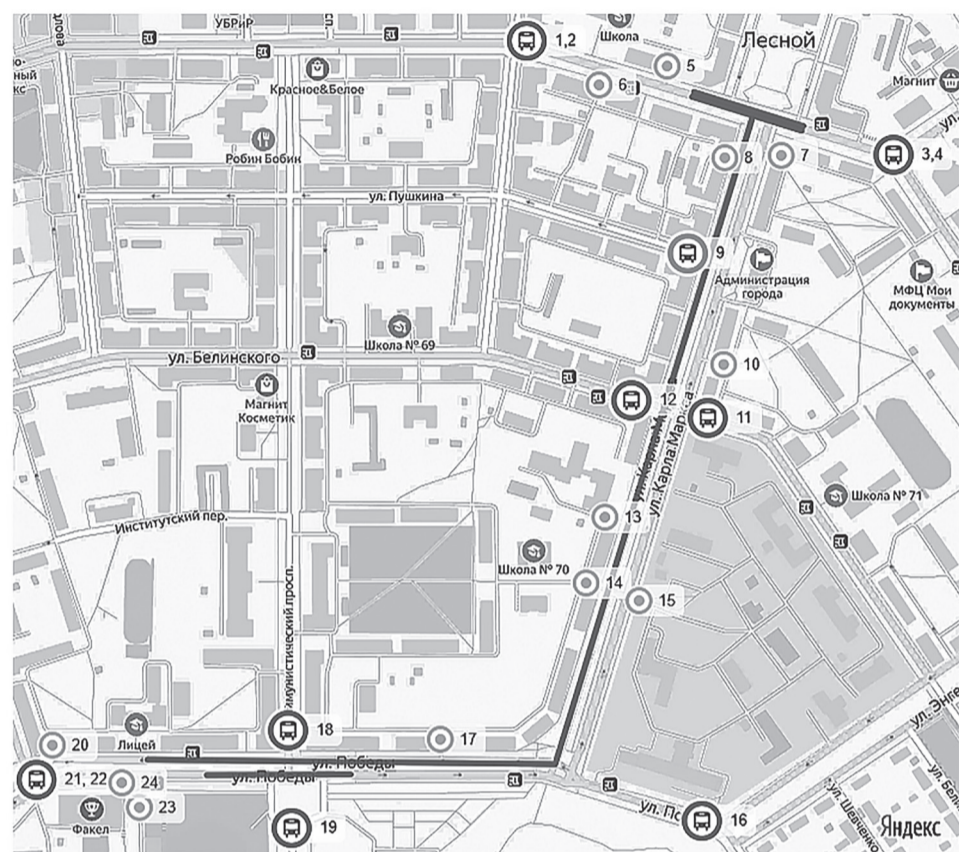 УБРиР
1,2
Школа
Лесной
5
6
Магнит
Красное&Белое
Робин Бобин
8
7
3,4
ул. Пушкина
9
Администрация
города
МФЦ Мои
документы
Школа № 69
ул. Белинского
10
Магнит
Косметик
12
11
ул. Карла Маркса
Школа № 71
Институтский пер.
13
Школа № 70
14
15
18
17
Лицей
20
ул. Победы
21, 22
24
ул. Победы
23
Факел
19
16
ул. Шевченко
Яндекс